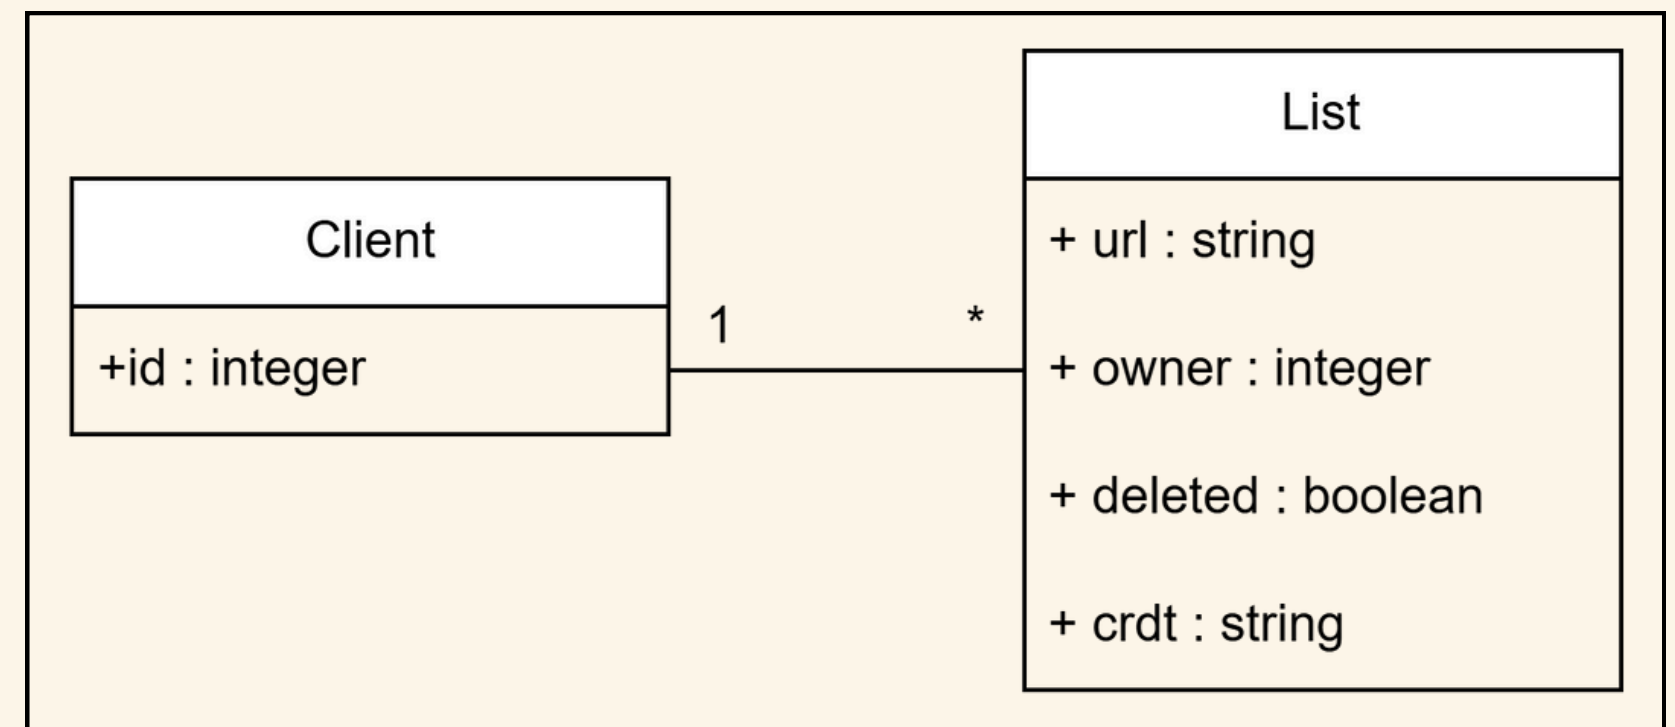 Client
+id : integer
1
*
List
+ url : string
+ owner : integer
+ deleted : boolean
+ crdt : string